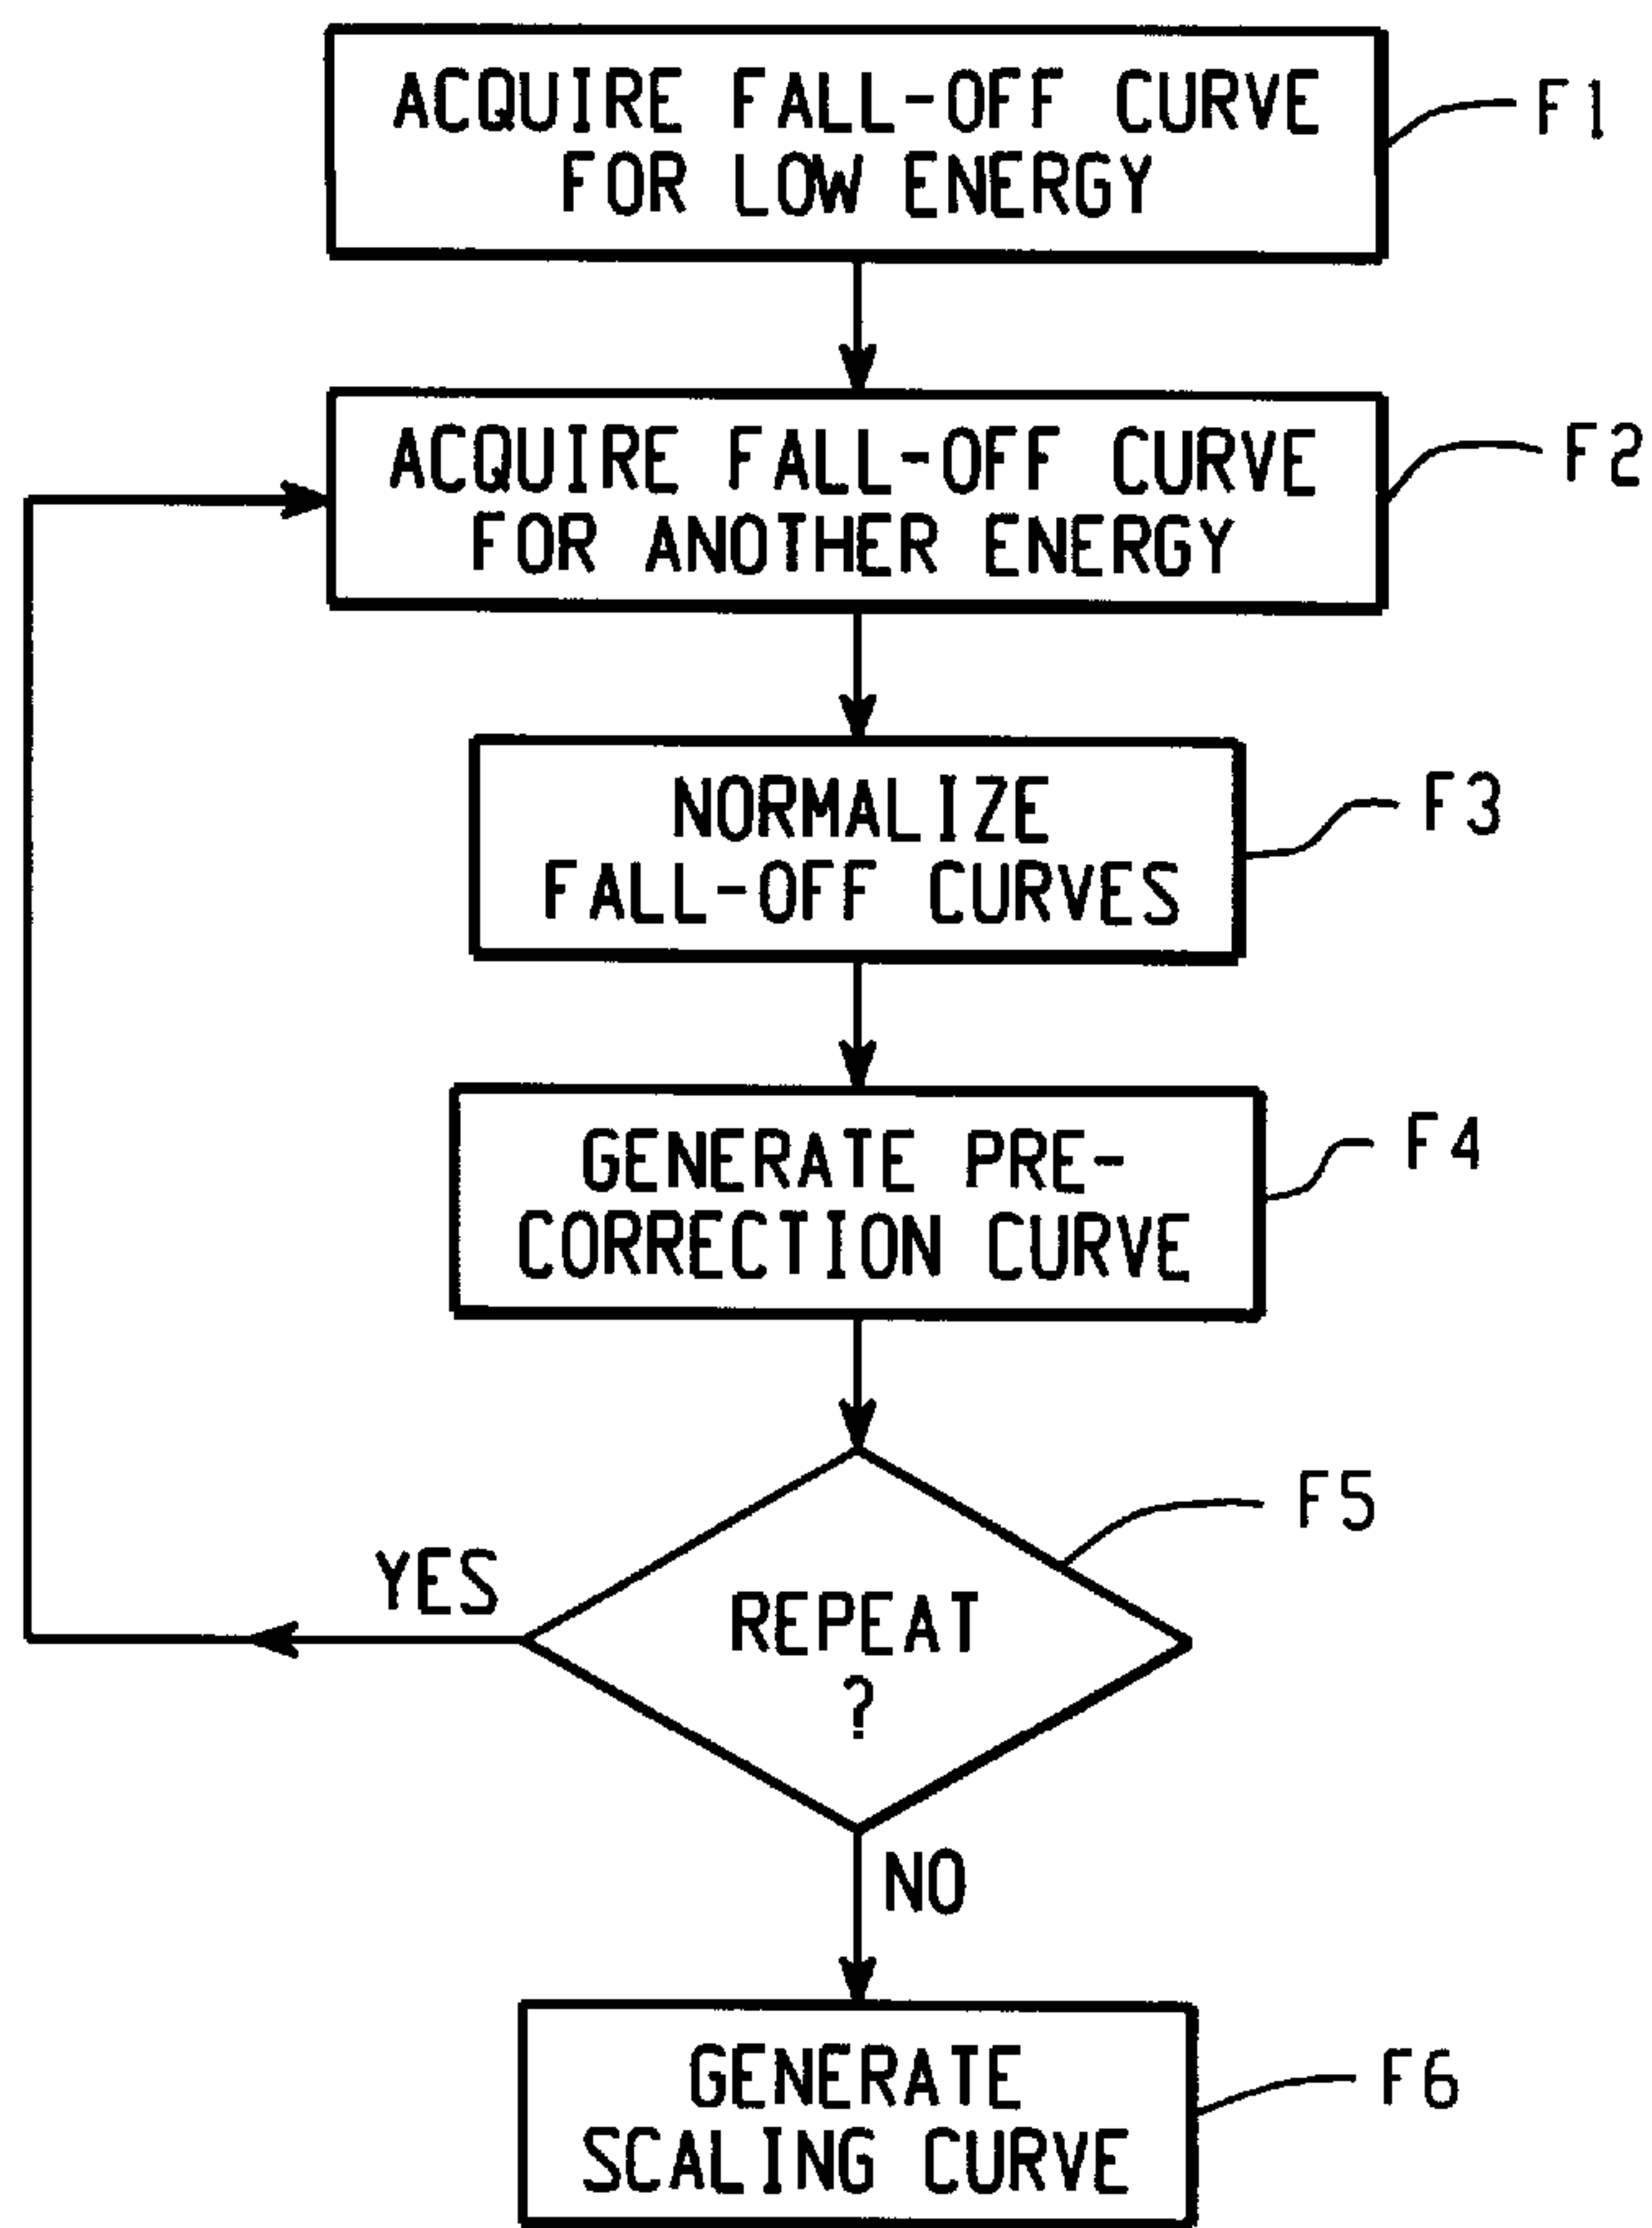 ACQUIRE FALL-OFF CURVE
FOR LOW ENERGY
F1
ACQUIRE FALL-OFF CURVE
FOR ANOTHER ENERGY
F2
NORMALIZE
FALL-OFF CURVES
F3
GENERATE PRE-
CORRECTION CURVE
F4
F5
YES
REPEAT
?
NO
GENERATE
SCALING CURVE
F6